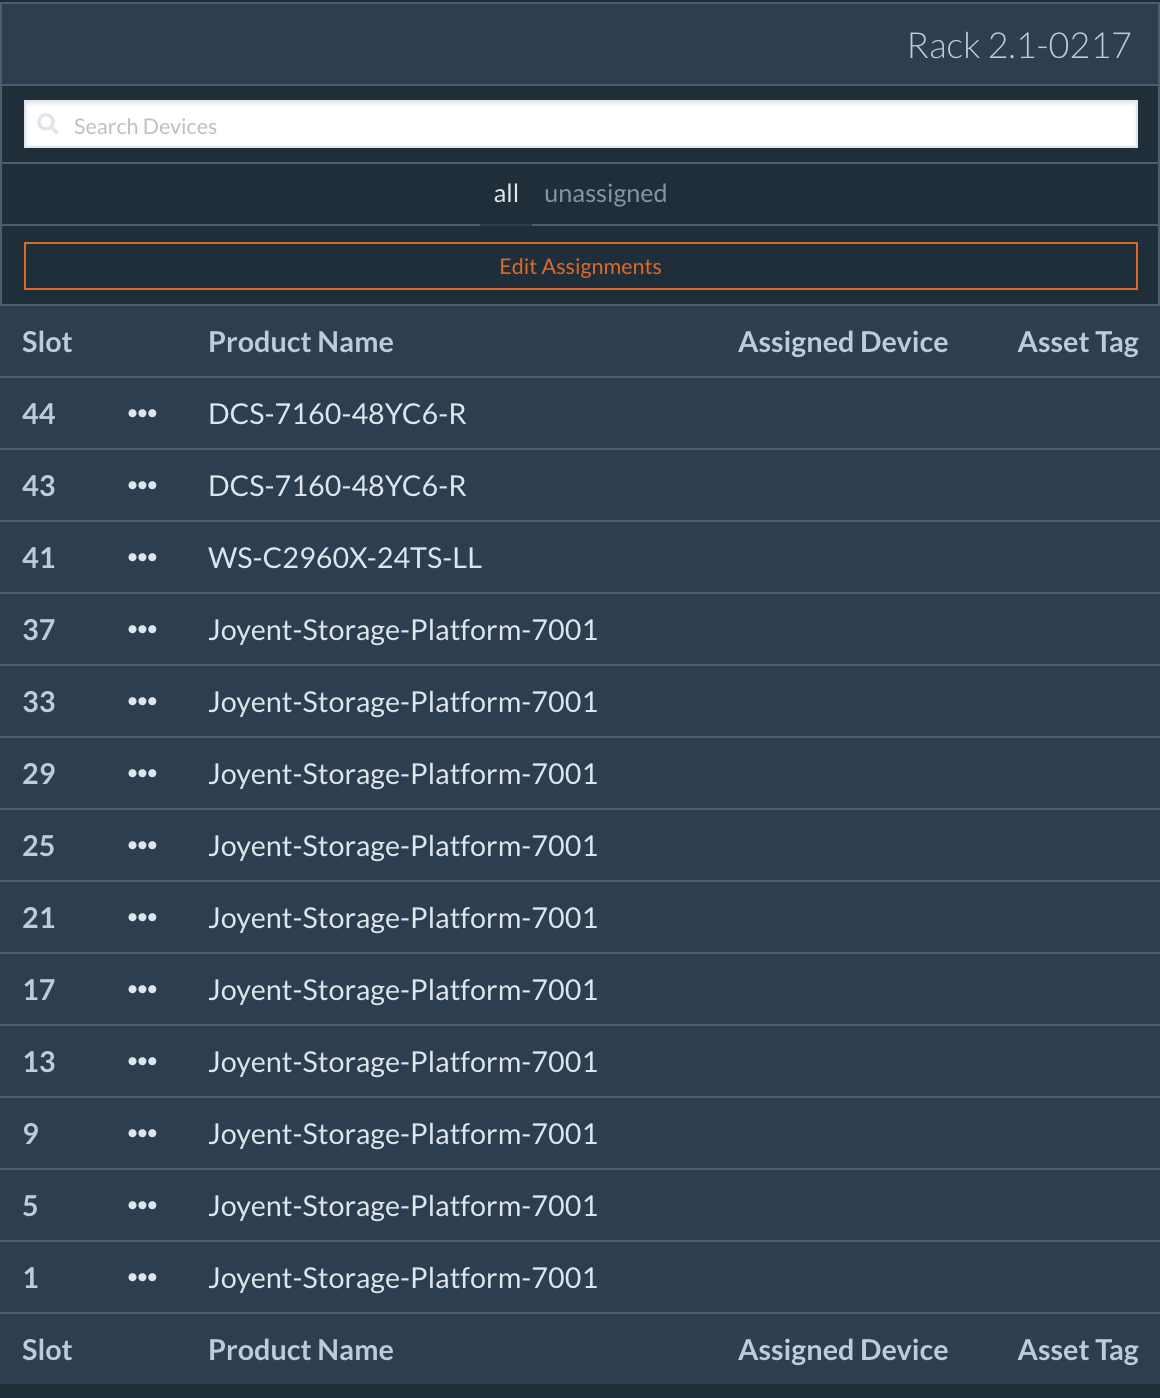 Rack 2.1-0217
Search Devices
all unassigned
Edit Assignments
Slot Product Name Assigned Device Asset Tag
44 ••• DCS-7160-48YC6-R
43 ••• DCS-7160-48YC6-R
41 ••• WS-C2960X-24TS-LL
37 ••• Joyent-Storage-Platform-7001
33 ••• Joyent-Storage-Platform-7001
29 ••• Joyent-Storage-Platform-7001
25 ••• Joyent-Storage-Platform-7001
21 ••• Joyent-Storage-Platform-7001
17 ••• Joyent-Storage-Platform-7001
13 ••• Joyent-Storage-Platform-7001
9 ••• Joyent-Storage-Platform-7001
5 ••• Joyent-Storage-Platform-7001
1 ••• Joyent-Storage-Platform-7001
Slot Product Name Assigned Device Asset Tag